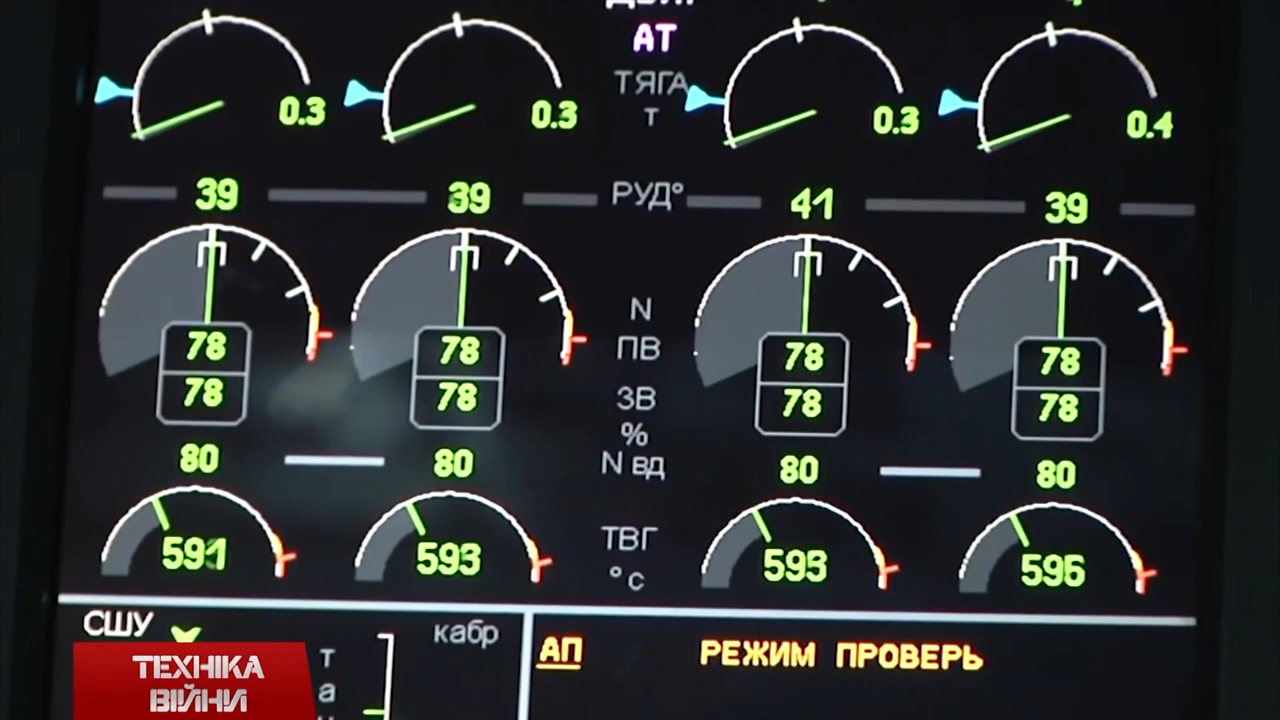 АТ
ТЯГА
0.3 0.3 Т 0.3 0.4
39 39 РУД° 41 39
N
78 78 ПВ 78 78
78 78 ЗВ 78 78
%
80 80 N вд 80 80
591 593 ТВГ 593 595
°С
СШУ кабр
АП РЕЖИМ ПРОВЕРЬ
т
а
ТЕХНІКА
ВІЙНИ